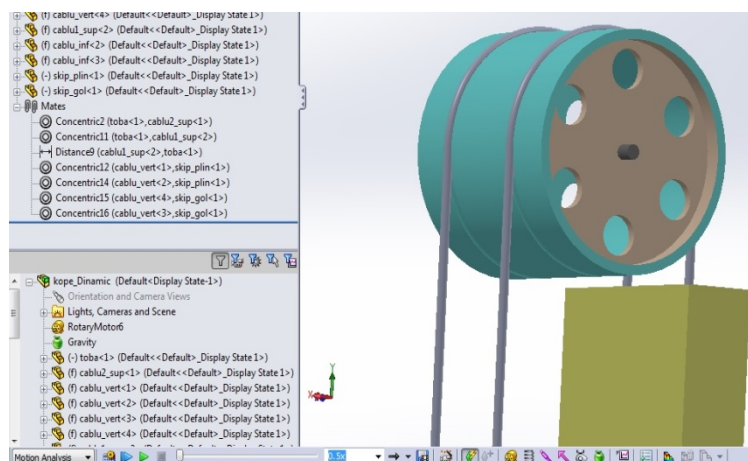 (f) cablu_vert<4> (Default<<Default>_Display State 1>)
(f) cablu1_sup<2> (Default<<Default>_Display State 1>)
(f) cablu_inf<2> (Default<<Default>_Display State 1>)
(f) cablu_inf<3> (Default<<Default>_Display State 1>)
(-) skip_plin<1> (Default<<Default>_Display State 1>)
(-) skip_gol<1> (Default<<Default>_Display State 1>)
Mates
Concentric2 (toba<1>,cablu2_sup<1>)
Concentric11 (toba<1>,cablu1_sup<2>)
Distance9 (cablu1_sup<2>,toba<1>)
Concentric12 (cablu_vert<1>,skip_plin<1>)
Concentric14 (cablu_vert<2>,skip_plin<1>)
Concentric15 (cablu_vert<4>,skip_gol<1>)
Concentric16 (cablu_vert<3>,skip_gol<1>)
kope_Dinamic (Default<Display State-1>)
Orientation and Camera Views
Lights, Cameras and Scene
RotaryMotor6
Gravity
(-) toba<1> (Default<<Default>_Display State 1>)
(f) cablu2_sup<1> (Default<<Default>_Display State 1>)
(f) cablu_vert<1> (Default<<Default>_Display State 1>)
(f) cablu_vert<2> (Default<<Default>_Display State 1>)
(f) cablu_vert<3> (Default<<Default>_Display State 1>)
(f) cablu_vert<4> (Default<<Default>_Display State 1>)
Y
X
Motion Analysis
0.5x